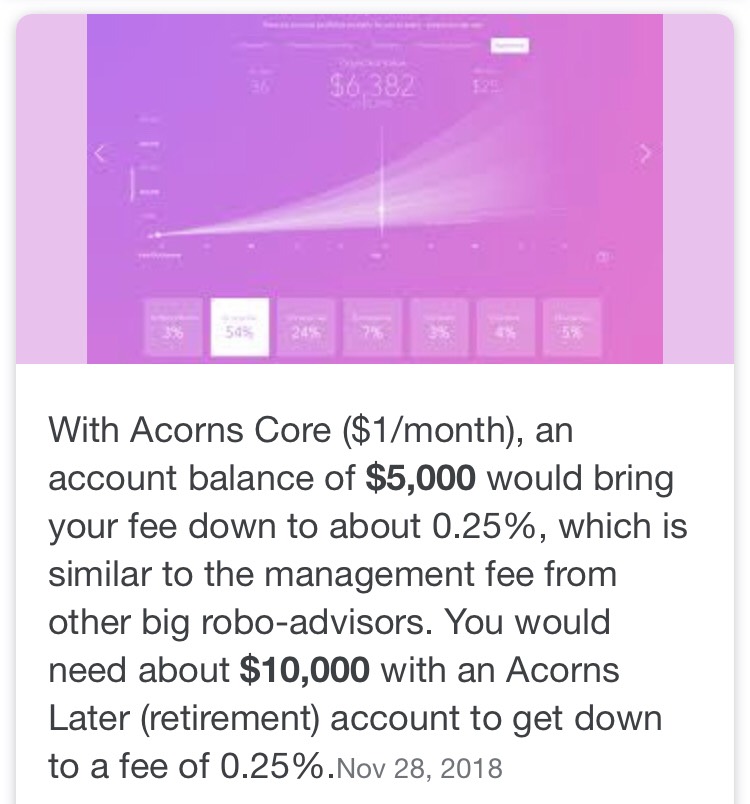 36
$6,382
$25
3%
54%
24%
7%
3%
4%
5%
With Acorns Core ($1/month), an
account balance of $5,000 would bring
your fee down to about 0.25%, which is
similar to the management fee from
other big robo-advisors. You would
need about $10,000 with an Acorns
Later (retirement) account to get down
to a fee of 0.25%.Nov 28, 2018